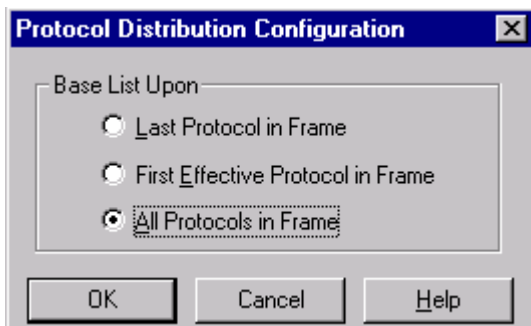 Protocol Distribution Configuration
Base List Upon
Last Protocol in Frame
First Effective Protocol in Frame
All Protocols in Frame
OK Cancel Help